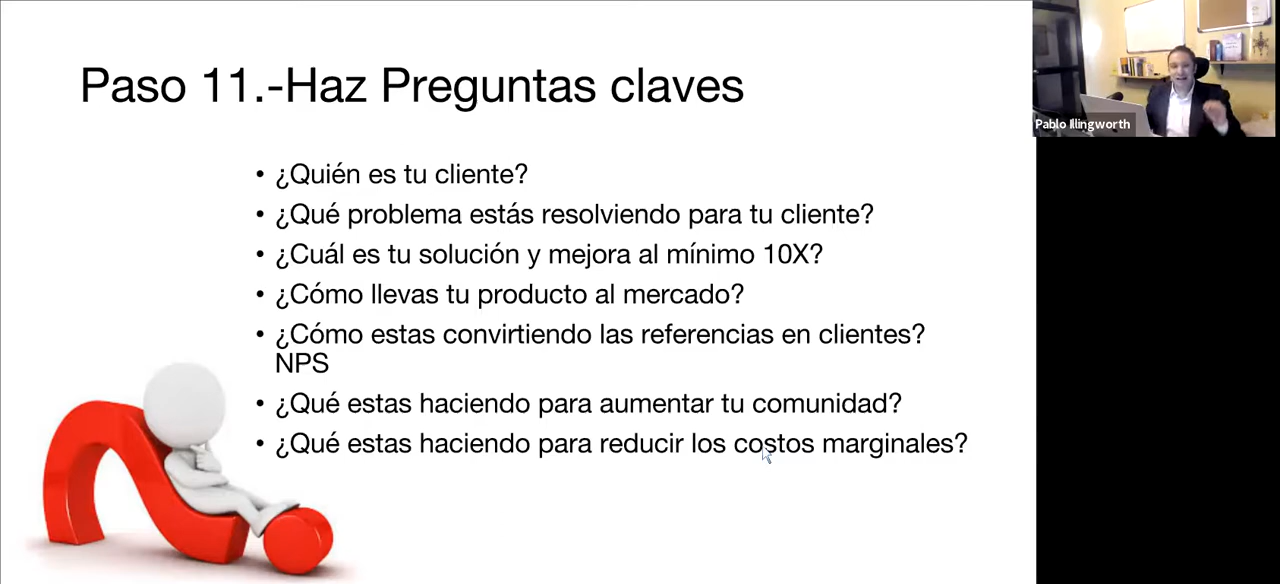 Paso 11.-Haz Preguntas claves
• ¿Quién es tu cliente?
• ¿Qué problema estás resolviendo para tu cliente?
• ¿Cuál es tu solución y mejora al mínimo 10X?
• ¿Cómo llevas tu producto al mercado?
• ¿Cómo estas convirtiendo las referencias en clientes?
NPS
• ¿Qué estas haciendo para aumentar tu comunidad?
• ¿Qué estas haciendo para reducir los costos marginales?
Pablo Illingworth